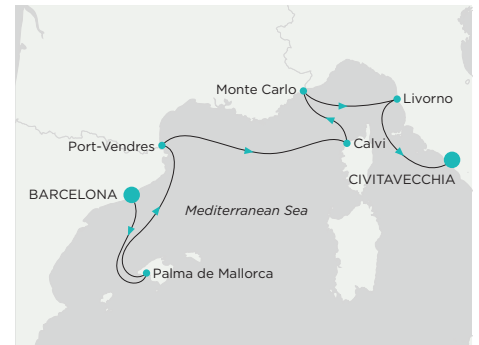 Monte Carlo
Livorno
Port-Vendres
Calvi
CIVITAVECCHIA
BARCELONA
Mediterranean Sea
Palma de Mallorca